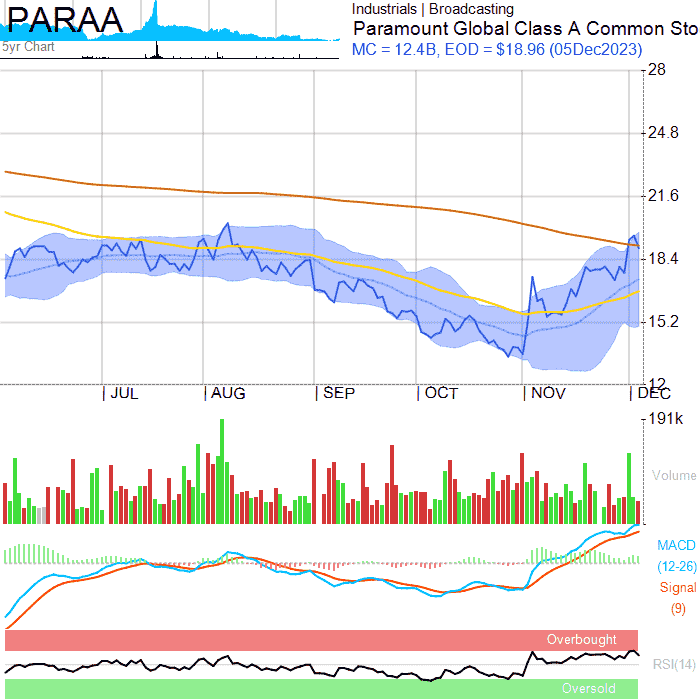 PARAA
5yr Chart
Industrials | Broadcasting
Paramount Global Class A Common Sto
MC = 12.4B, EOD = $18.96 (05Dec2023)
28
24.8
21.6
18.4
15.2
12
JUL
AUG
SEP
OCT
NOV
DEC
191k
Volume
MACD
(12-26)
Signal
(9)
Overbought
RSI(14)
Oversold